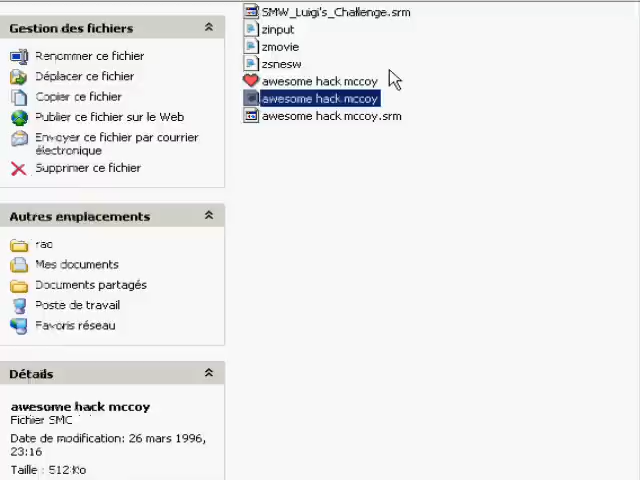 Gestion des fichiers
Renommer ce fichier
Déplacer ce fichier
Copier ce fichier
Publier ce fichier sur le Web
Envoyer ce fichier par courrier
électronique
Supprimer ce fichier
Autres emplacements
rao
Mes documents
Documents partagés
Poste de travail
Favoris réseau
Détails
awesome hack mccoy
Fichier SMC
Date de modification: 26 mars 1996,
23:16
Taille : 512 Ko
SMW_Luigi's_Challenge.srm
zinput
zmovie
zsnesw
awesome hack mccoy
awesome hack mccoy
awesome hack mccoy.srm